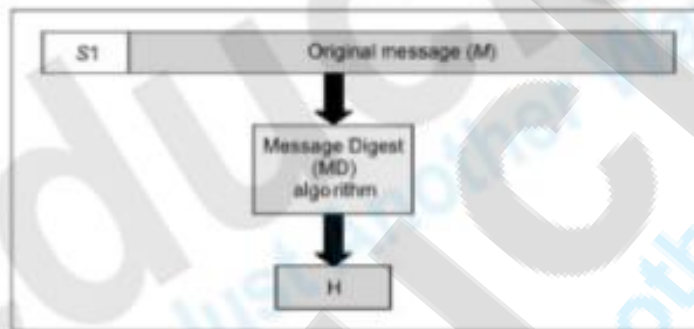 S1 Original message (M)
Message Digest
(MD)
algorithm
H